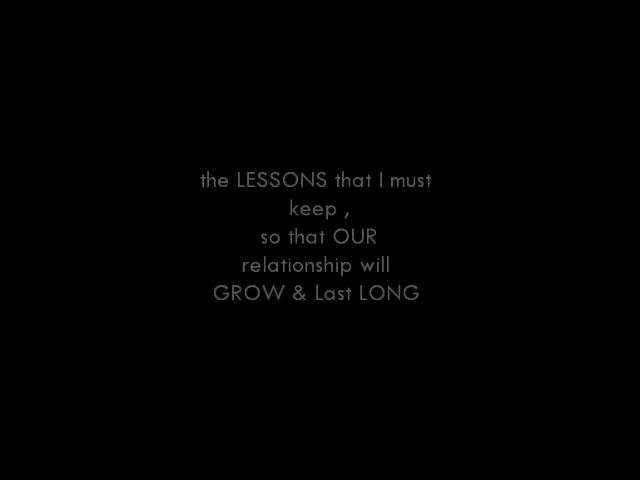 the LESSONS that I must
keep ,
so that OUR
relationship will
GROW & Last LONG